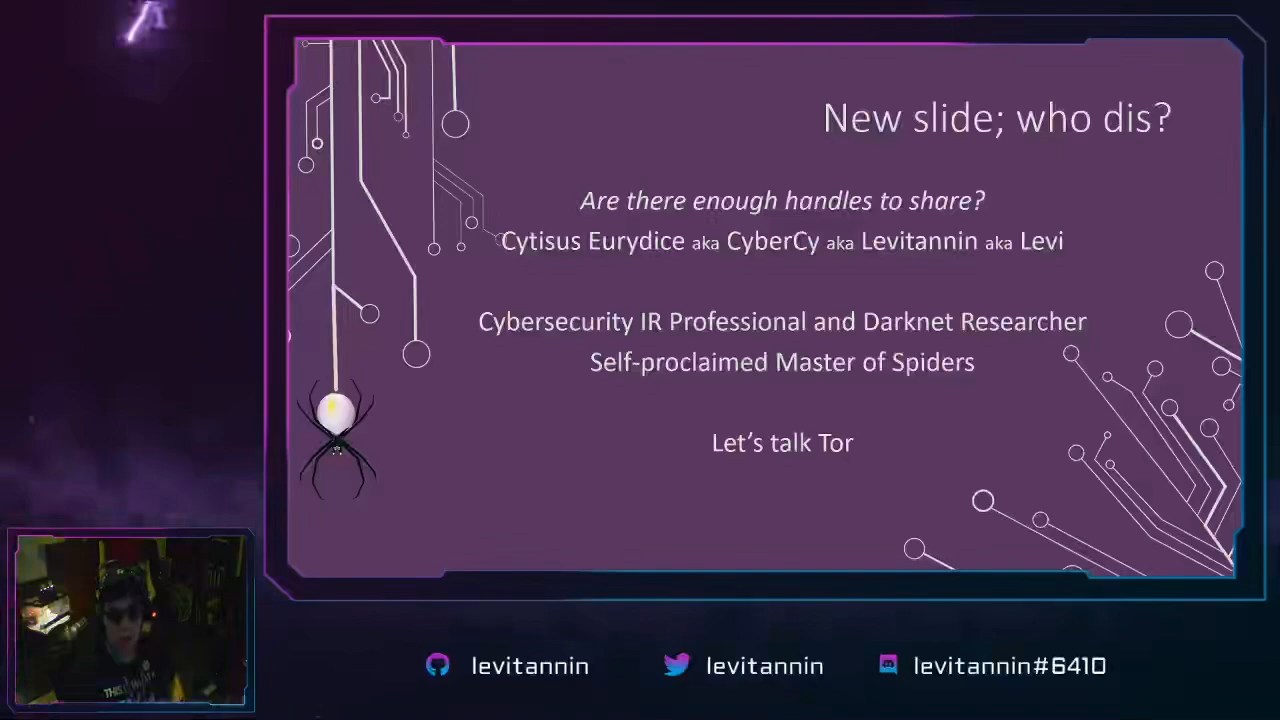 New slide; who dis?
Are there enough handles to share?
Cytisus Eurydice aka CyberCy aka Levitannin aka Levi
Cybersecurity IR Professional and Darknet Researcher
Self-proclaimed Master of Spiders
Let's talk Tor
THIS
levitannin levitannin levitannin#6410